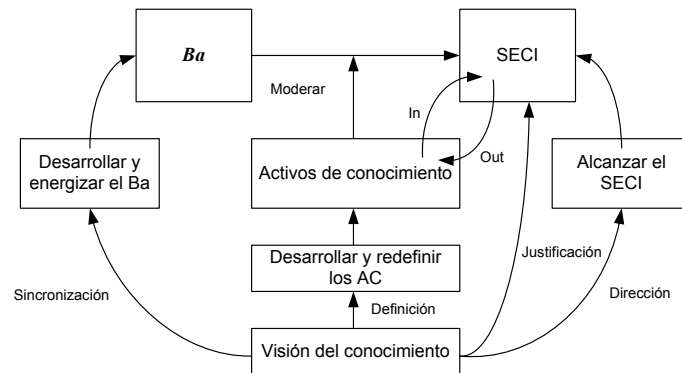 Ba
SECI
Moderar
In
Out
Desarrollar y
energizar el Ba
Activos de conocimiento
Alcanzar el
SECI
Desarrollar y redefinir
los AC
Justificación
Sincronización
Definición
Dirección
Visión del conocimiento